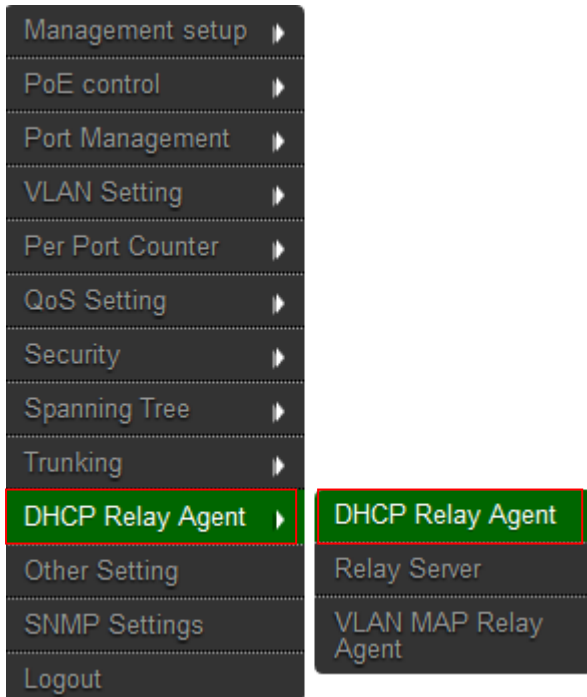 Management setup
PoE control
Port Management
VLAN Setting
Per Port Counter
QoS Setting
Security
Spanning Tree
Trunking
DHCP Relay Agent
Other Setting
SNMP Settings
Logout
DHCP Relay Agent
Relay Server
VLAN MAP Relay
Agent